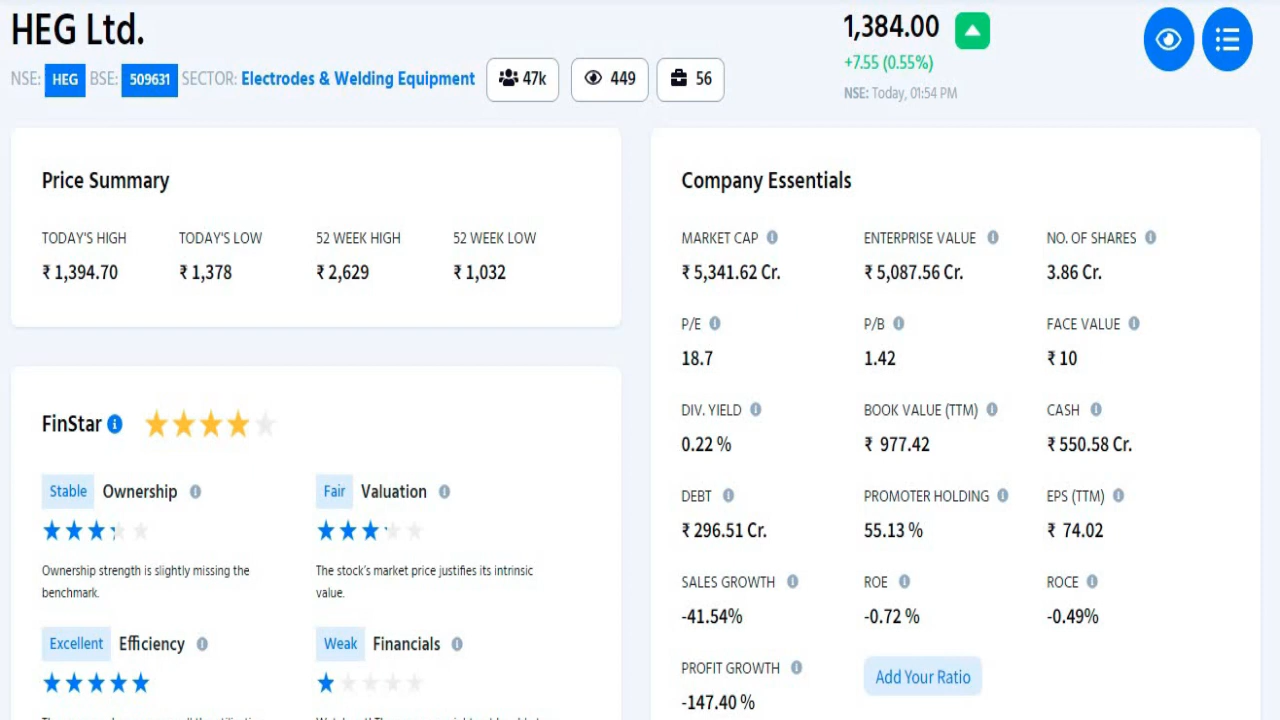 HEG Ltd.
NSE: HEG BSE: 509631 SECTOR: Electrodes & Welding Equipment 47k 449 56
1,384.00
+7.55 (0.55%)
NSE: Today, 01:54 PM
Price Summary
TODAY'S HIGH TODAY'S LOW 52 WEEK HIGH 52 WEEK LOW
₹ 1,394.70 ₹ 1,378 ₹ 2,629 ₹ 1,032
FinStar
Stable Ownership
Ownership strength is slightly missing the
benchmark.
Fair Valuation
The stock's market price justifies its intrinsic
value.
Excellent Efficiency
Weak Financials
Company Essentials
MARKET CAP ENTERPRISE VALUE NO. OF SHARES
₹ 5,341.62 Cr. ₹ 5,087.56 Cr. 3.86 Cr.
P/E P/B FACE VALUE
18.7 1.42 ₹ 10
DIV. YIELD BOOK VALUE (TTM) CASH
0.22 % ₹ 977.42 ₹ 550.58 Cr.
DEBT PROMOTER HOLDING EPS (TTM)
₹ 296.51 Cr. 55.13 % ₹ 74.02
SALES GROWTH ROE ROCE
-41.54% -0.72 % -0.49%
PROFIT GROWTH
-147.40 %
Add Your Ratio